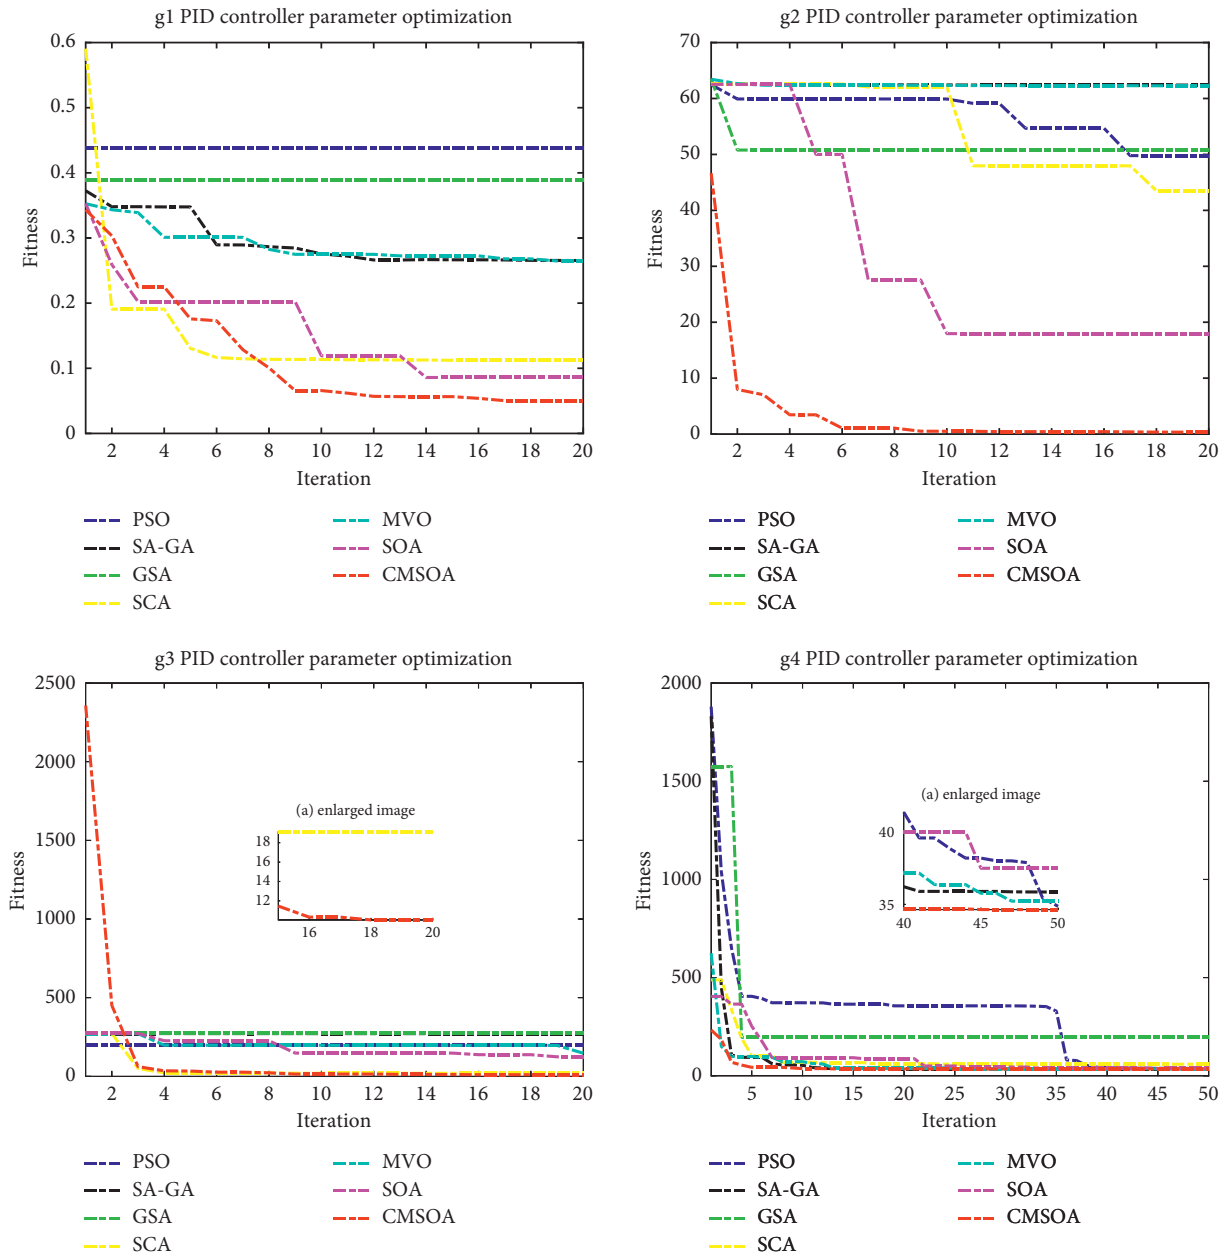 g1 PID controller parameter optimization
0.6
0.5
0.4
0.3
0.2
0.1
0
Fitness
2 4 6 8 10 12 14 16 18 20
Iteration
PSO
SA-GA
GSA
SCA
MVO
SOA
CMSOA
g2 PID controller parameter optimization
70
60
50
40
30
20
10
0
Fitness
2 4 6 8 10 12 14 16 18 20
Iteration
PSO
SA-GA
GSA
SCA
MVO
SOA
CMSOA
g3 PID controller parameter optimization
2500
2000
1500
1000
500
0
Fitness
(a) enlarged image
18
16
14
12
16 18 20
2 4 6 8 10 12 14 16 18 20
Iteration
PSO
SA-GA
GSA
SCA
MVO
SOA
CMSOA
g4 PID controller parameter optimization
2000
1500
1000
500
0
Fitness
(a) enlarged image
40
35
40 45 50
5 10 15 20 25 30 35 40 45 50
Iteration
PSO
SA-GA
GSA
SCA
MVO
SOA
CMSOA